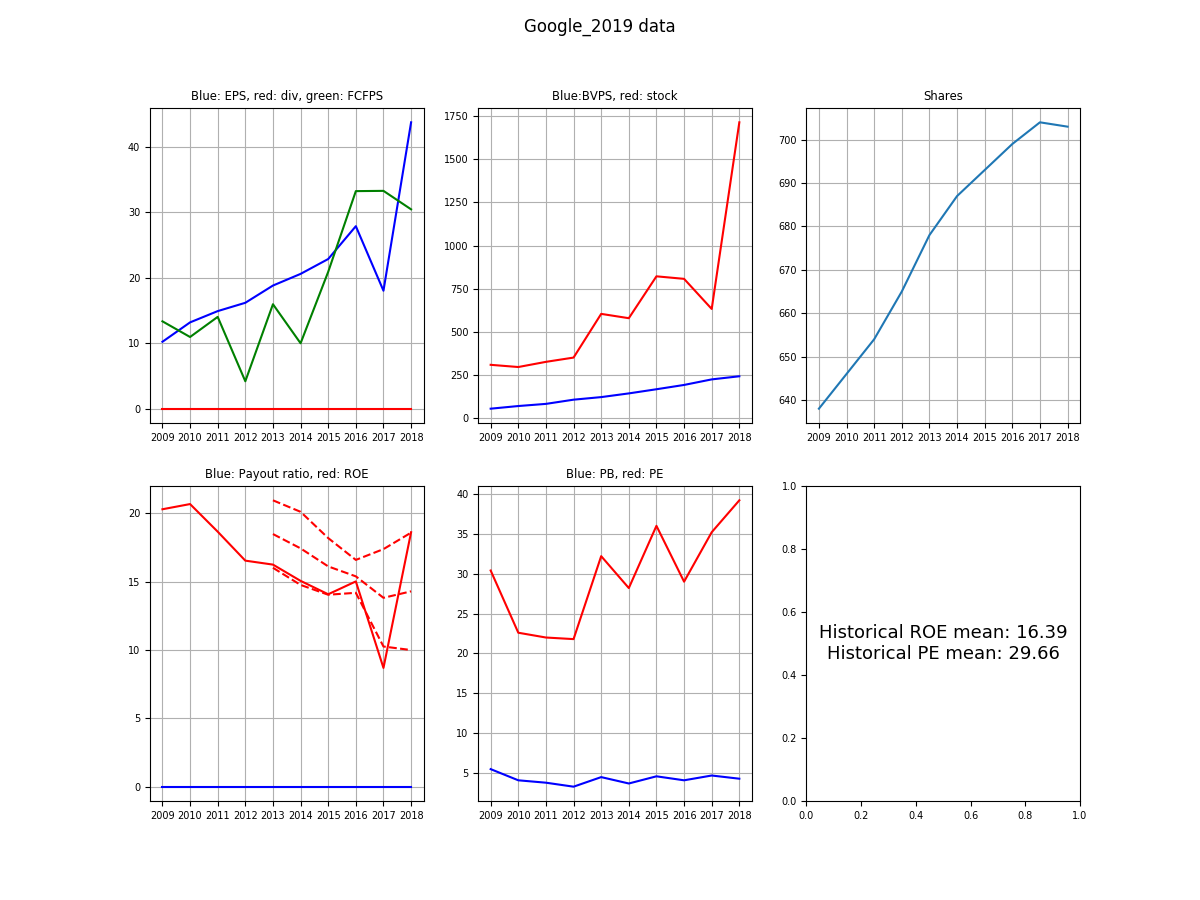 Google_2019 data
Blue: EPS, red: div, green: FCFPS
40
30
20
10
0
2009 2010 2011 2012 2013 2014 2015 2016 2017 2018
Blue:BVPS, red: stock
1750
1500
1250
1000
750
500
250
0
2009 2010 2011 2012 2013 2014 2015 2016 2017 2018
Shares
700
690
680
670
660
650
640
2009 2010 2011 2012 2013 2014 2015 2016 2017 2018
Blue: Payout ratio, red: ROE
20
15
10
5
0
2009 2010 2011 2012 2013 2014 2015 2016 2017 2018
Blue: PB, red: PE
40
35
30
25
20
15
10
5
2009 2010 2011 2012 2013 2014 2015 2016 2017 2018
1.0
0.8
0.6
Historical ROE mean: 16.39
Historical PE mean: 29.66
0.4
0.2
0.0
0.0 0.2 0.4 0.6 0.8 1.0